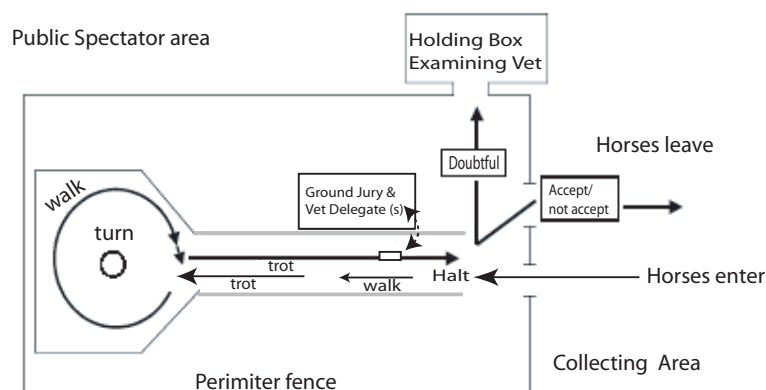 Public Spectator area
Holding Box
Examining Vet
Doubtful
Horses leave
Accept/
not accept
Ground Jury &
Vet Delegate (s)
walk
turn
trot
trot
walk
Halt
Horses enter
Collecting Area
Perimiter fence